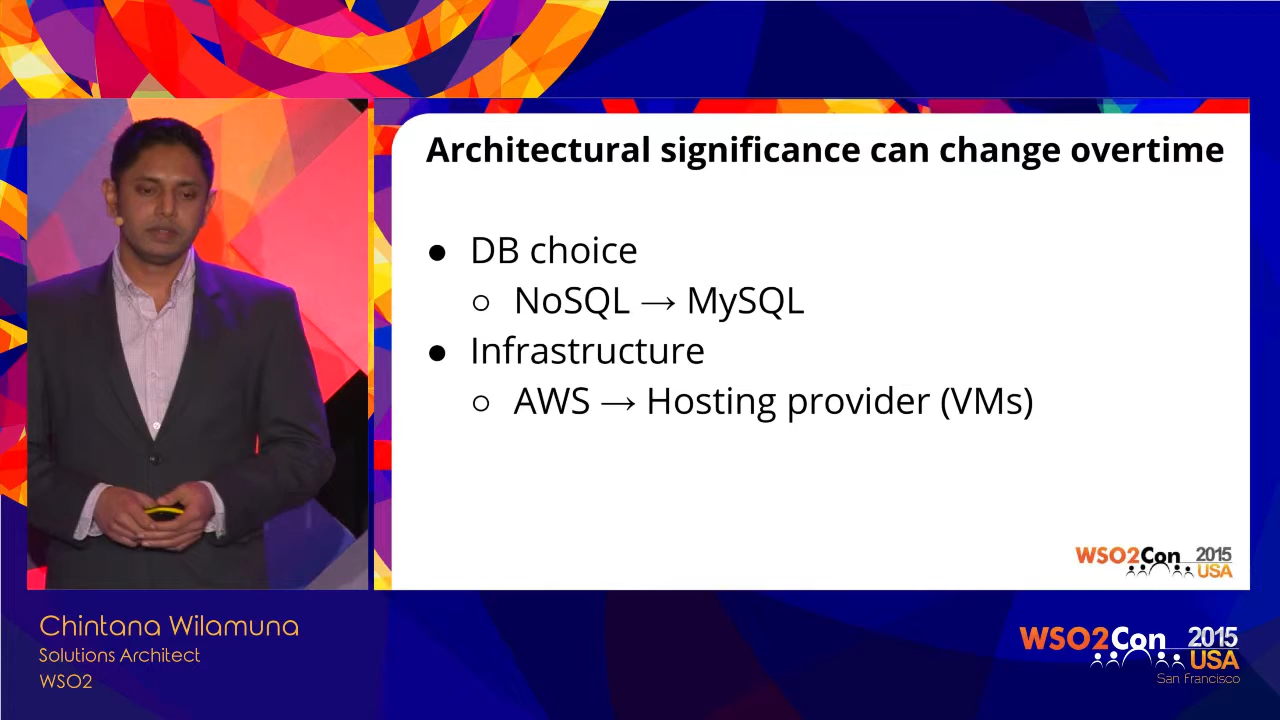 Architectural significance can change overtime
● DB choice
○ NoSQL → MySQL
● Infrastructure
○ AWS → Hosting provider (VMs)
WSO2Con 2015
USA
Chintana Wilamuna
Solutions Architect
WSO2
WSO2Con 2015
USA
San Francisco